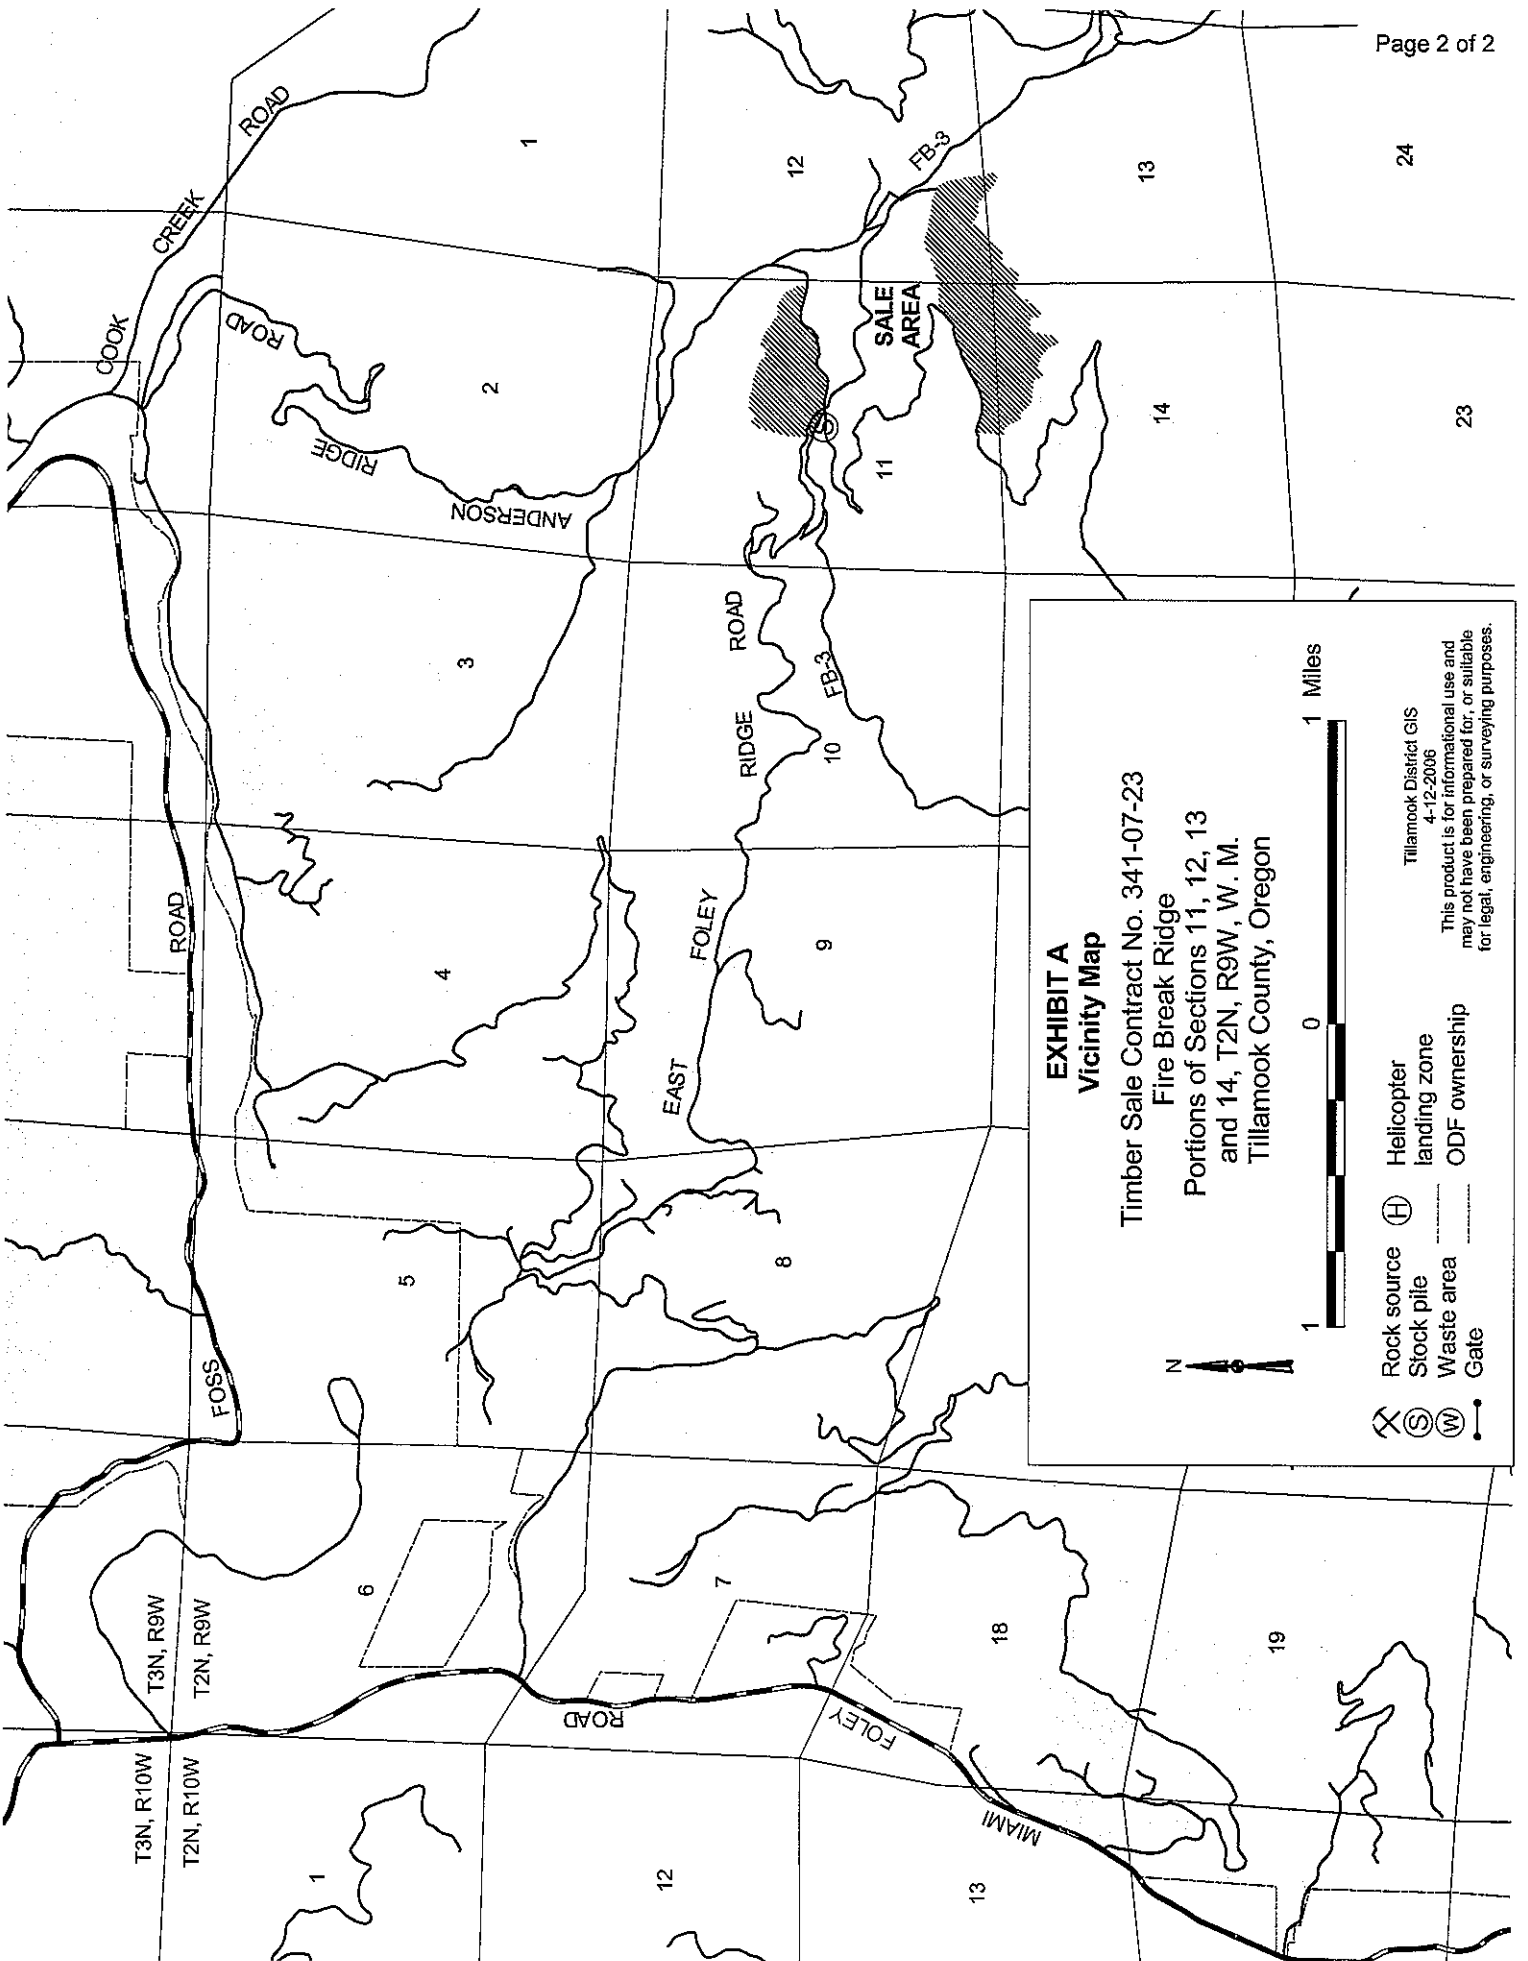 Page 2 of 2
COOK
CREEK
ROAD
ROAD
RIDGE
ANDERSON
ROAD
FOSS
T3N, R10W
T3N, R9W
T2N, R10W
T2N, R9W
1
6
5
4
3
2
1
12
7
8
9
10
11
12
EAST
FOLEY
RIDGE
ROAD
FB-3
FB-3
SALE
AREA
S
MIAMI
FOLEY
ROAD
13
18
14
13
19
23
24
EXHIBIT A
Vicinity Map
Timber Sale Contract No. 341-07-23
Fire Break Ridge
Portions of Sections 11, 12, 13
and 14, T2N, R9W, W. M.
Tillamook County, Oregon
N
1 0 1 Miles
Rock source
S Stock pile
W Waste area
Gate
H Helicopter
landing zone
ODF ownership
Tillamook District GIS
4-12-2006
This product is for informational use and
may not have been prepared for, or suitable
for legal, engineering, or surveying purposes.